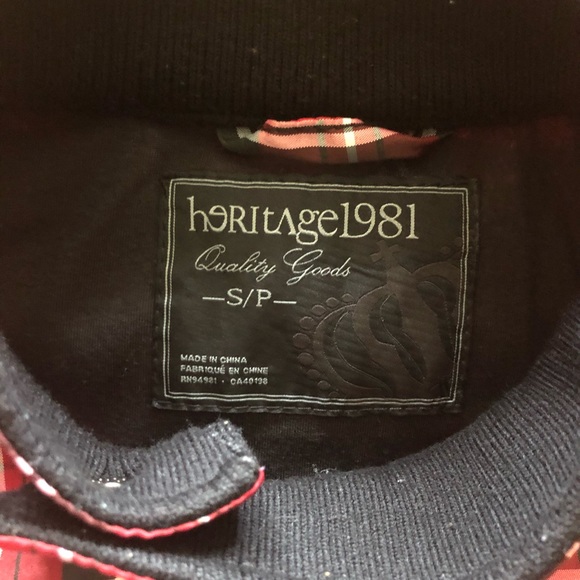 heRItAge1981
Quality Goods
—S/P—
MADE IN CHINA
FABRIQUÉ EN CHINE
RN94981 · CA40198